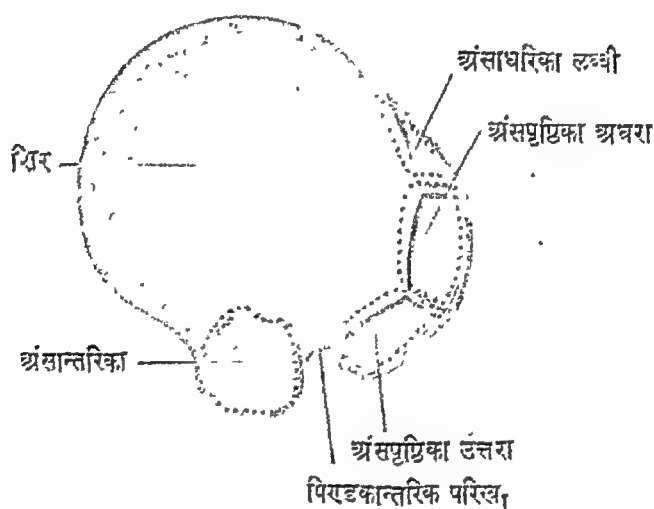 अंसाधरिका लघ्वी
अंसपृष्ठिका अधरा
शिर
अंसान्तरिका
अंसपृष्ठिका उत्तरा
पिण्डकान्तरिक परिखा